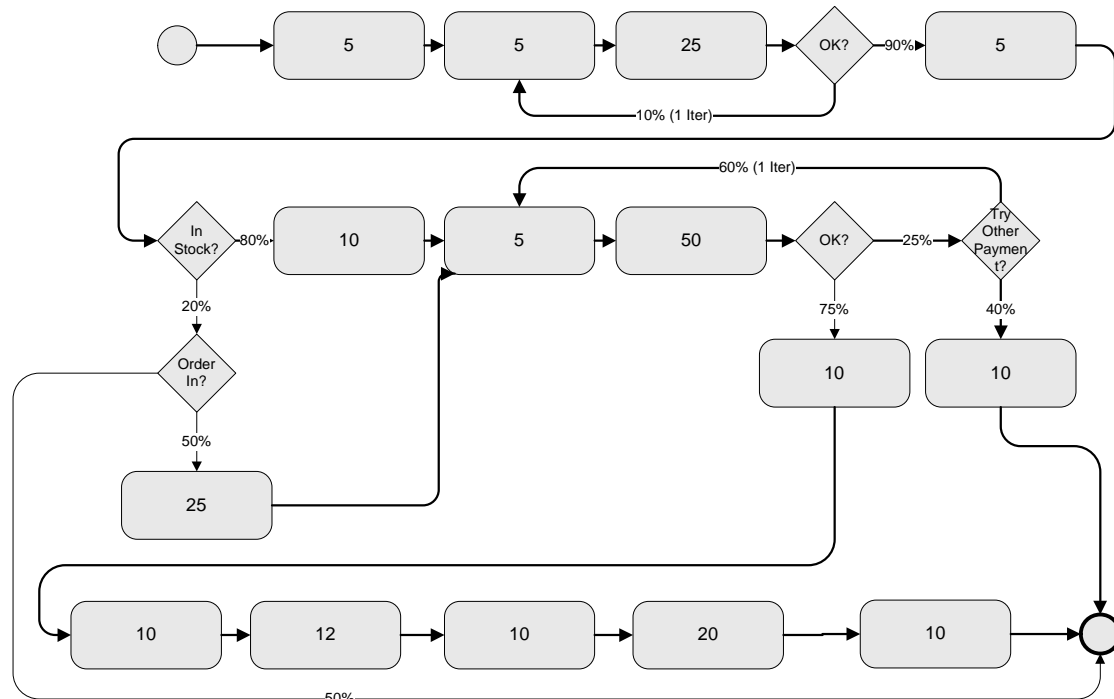 5
5
25
OK?
90%
5
10% (1 Iter)
60% (1 Iter)
In
Stock?
80%
10
5
50
OK?
25%
Try
Other
Paymen
t?
20%
75%
40%
Order
In?
10
10
50%
25
10
12
10
20
10
50%